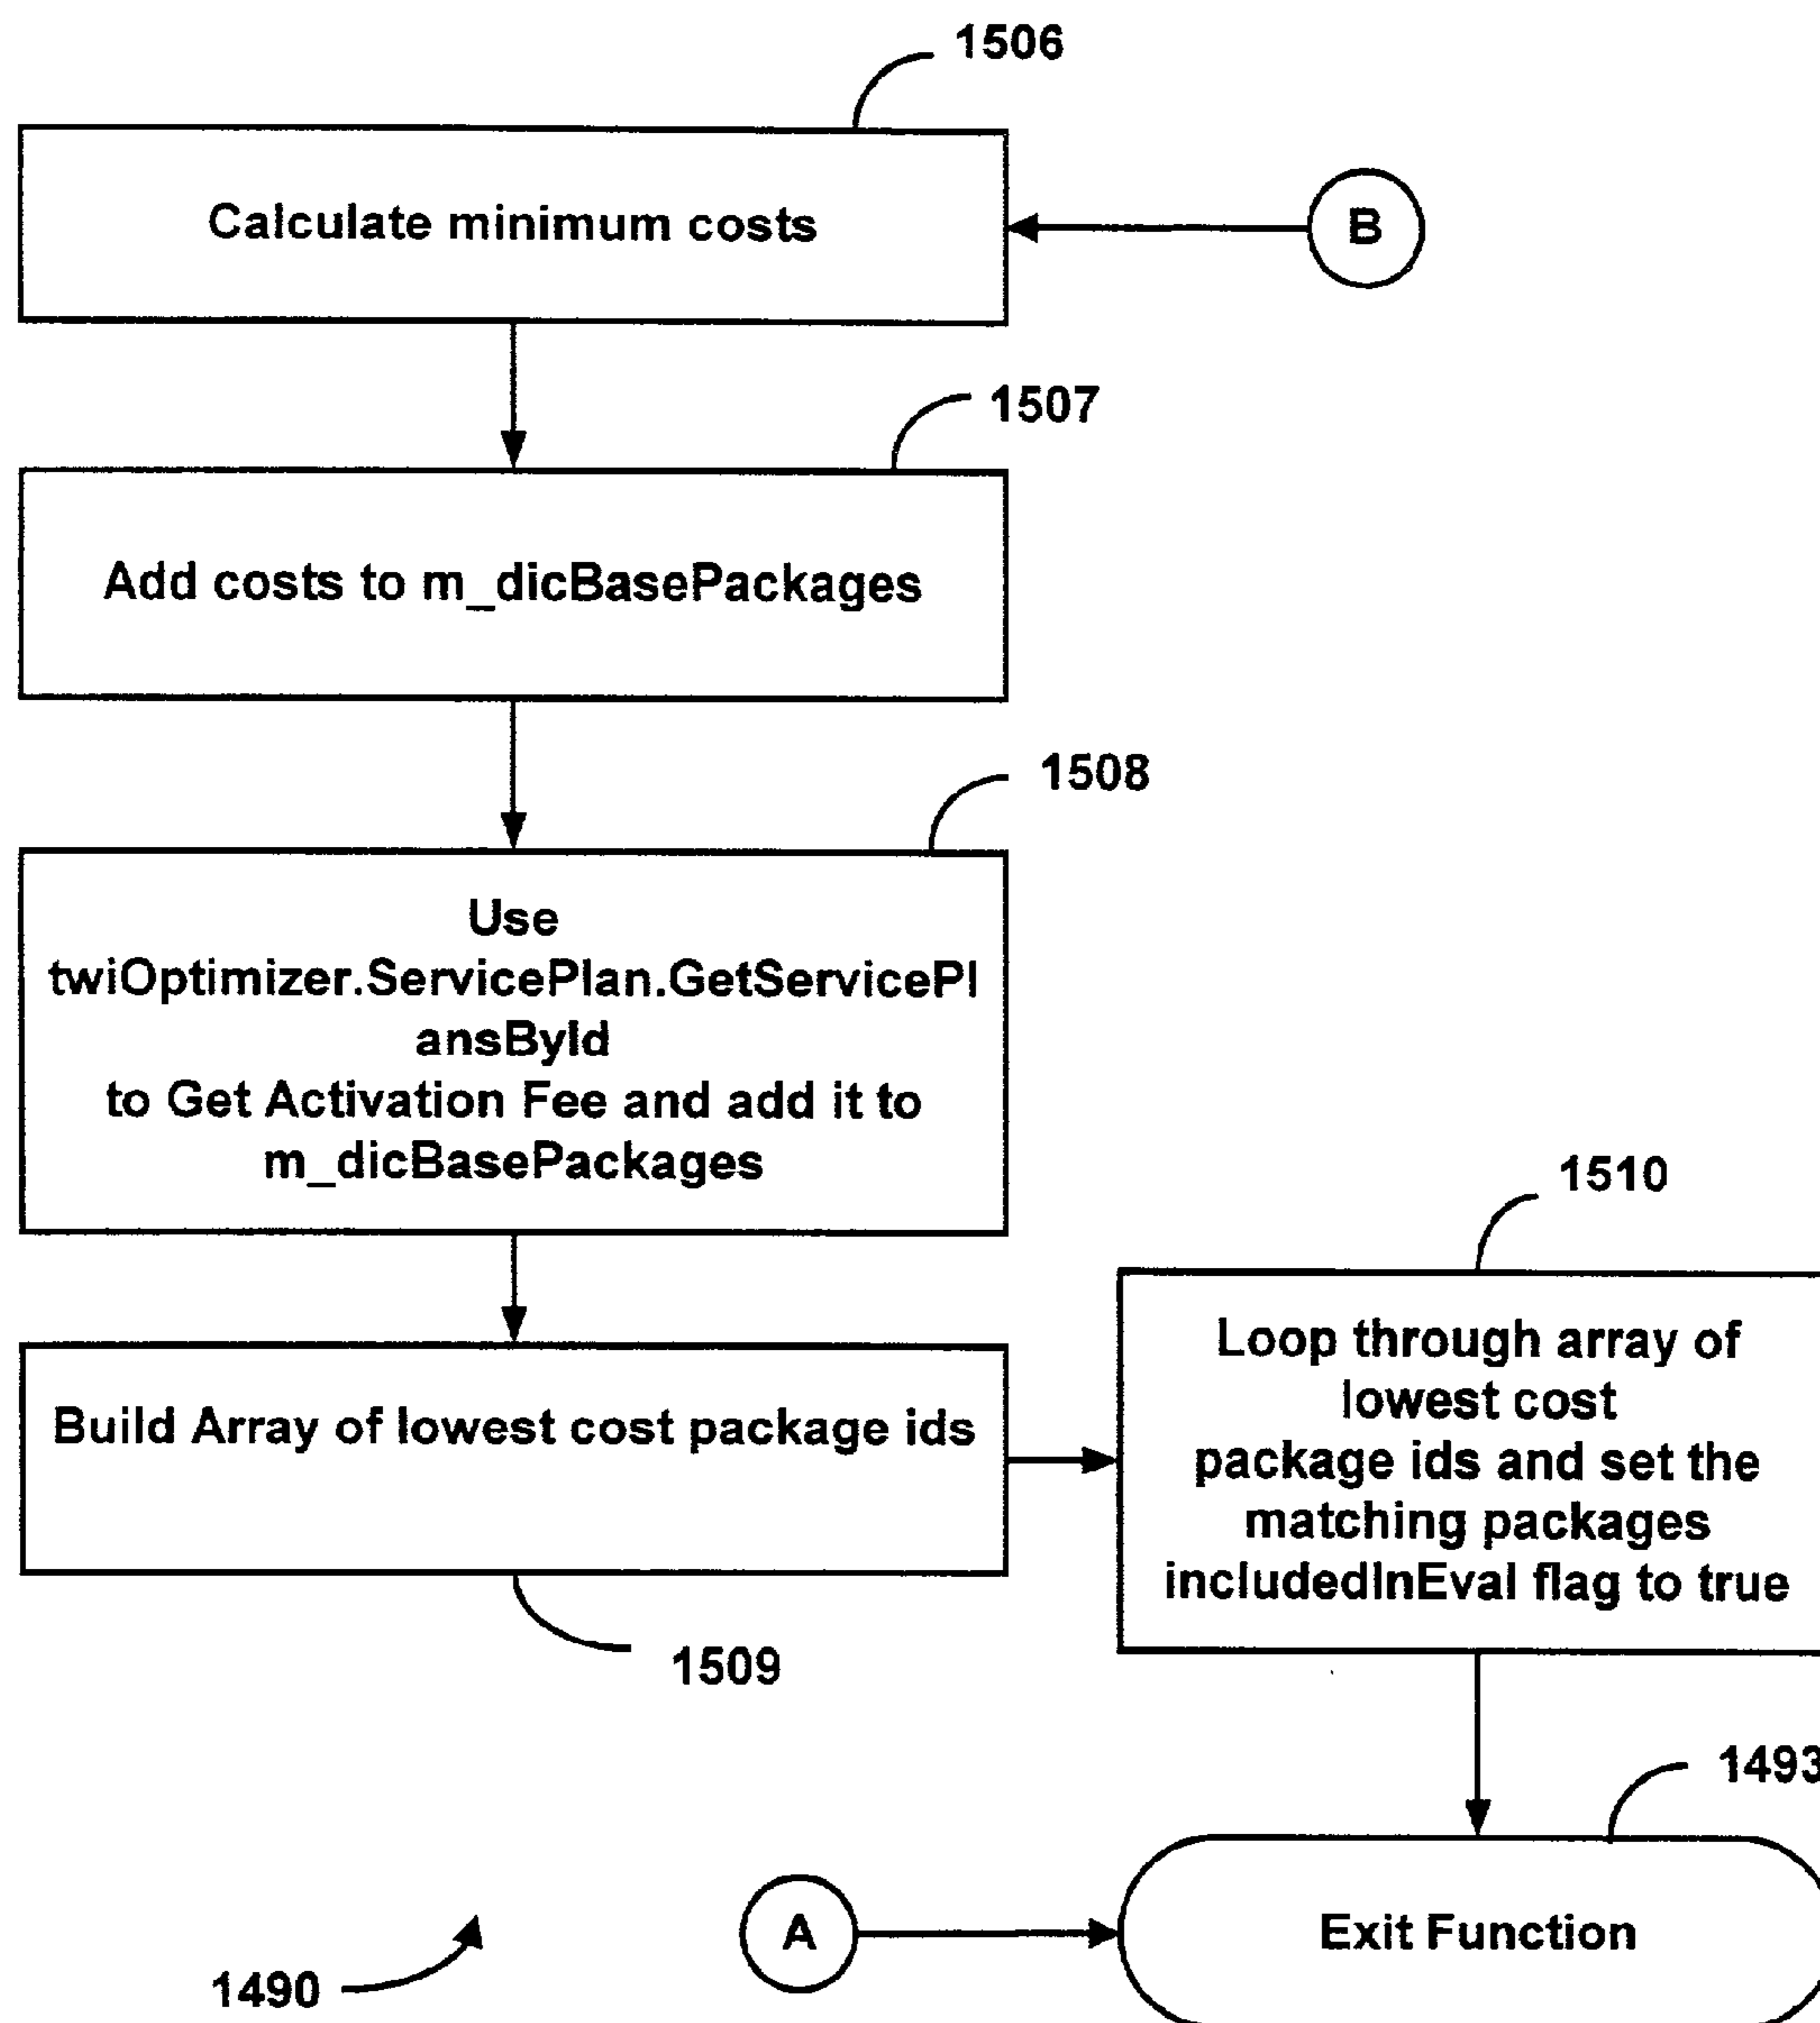 1506
Calculate minimum costs
B
1507
Add costs to m_dicBasePackages
1508
Use
twiOptimizer.ServicePlan.GetServicePl
ansById
to Get Activation Fee and add it to
m_dicBasePackages
1510
Loop through array of
lowest cost
package ids and set the
matching packages
includedInEval flag to true
Build Array of lowest cost package ids
1509
1493
A
Exit Function
1490